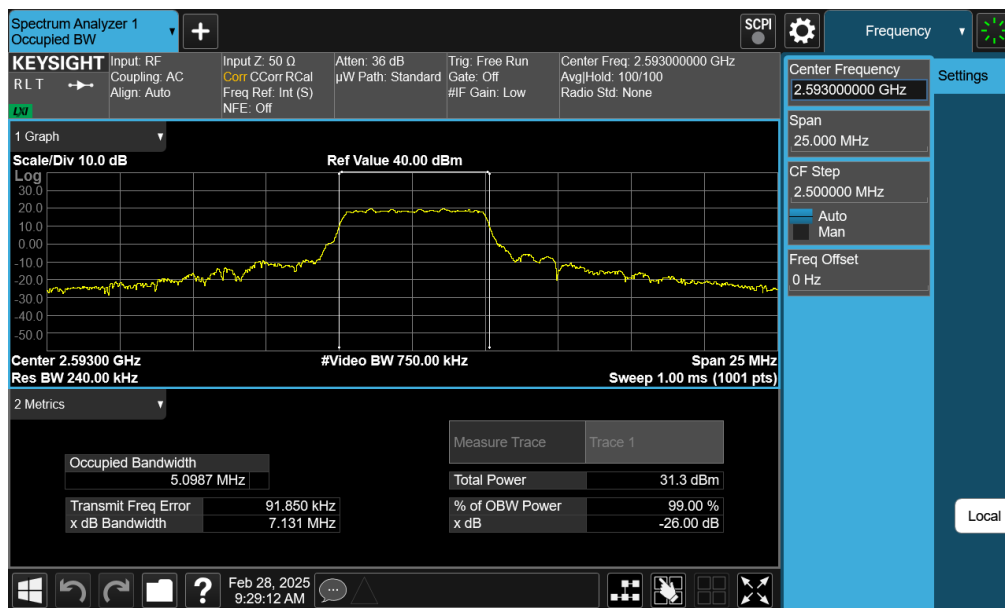 Spectrum Analyzer 1
Occupied BW
+
SCPI
Frequency
KEYSIGHT
R L T
LXI
Input: RF
Coupling: AC
Align: Auto
Input Z: 50 Ω
Corr CCorr RCal
Freq Ref: Int (S)
NFE: Off
Atten: 36 dB
µW Path: Standard
Trig: Free Run
Gate: Off
#IF Gain: Low
Center Freq: 2.593000000 GHz
Avg|Hold: 100/100
Radio Std: None
Center Frequency
2.593000000 GHz
Settings
Span
25.000 MHz
CF Step
2.500000 MHz
Auto
Man
Freq Offset
0 Hz
Local
1 Graph
Scale/Div 10.0 dB
Ref Value 40.00 dBm
Log
30.0
20.0
10.0
0.00
-10.0
-20.0
-30.0
-40.0
-50.0
Center 2.59300 GHz
#Video BW 750.00 kHz
Span 25 MHz
Res BW 240.00 kHz
Sweep 1.00 ms (1001 pts)
2 Metrics
Measure Trace
Trace 1
Occupied Bandwidth
5.0987 MHz
Total Power
31.3 dBm
Transmit Freq Error
91.850 kHz
% of OBW Power
99.00 %
x dB Bandwidth
7.131 MHz
x dB
-26.00 dB
?
Feb 28, 2025
9:29:12 AM